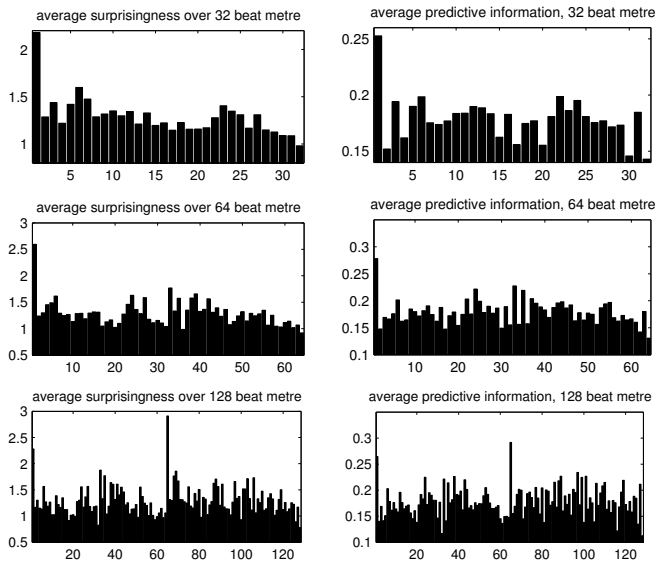 average surprisingness over 32 beat metre
average predictive information, 32 beat metre
2
1.5
1
5 10 15 20 25 30
0.25
0.2
0.15
5 10 15 20 25 30
average surprisingness over 64 beat metre
average predictive information, 64 beat metre
3
2.5
2
1.5
1
0.5
10 20 30 40 50 60
0.3
0.25
0.2
0.15
0.1
10 20 30 40 50 60
average surprisingness over 128 beat metre
average predictive information, 128 beat metre
3
2.5
2
1.5
1
0.5
20 40 60 80 100 120
0.35
0.3
0.25
0.2
0.15
0.1
20 40 60 80 100 120